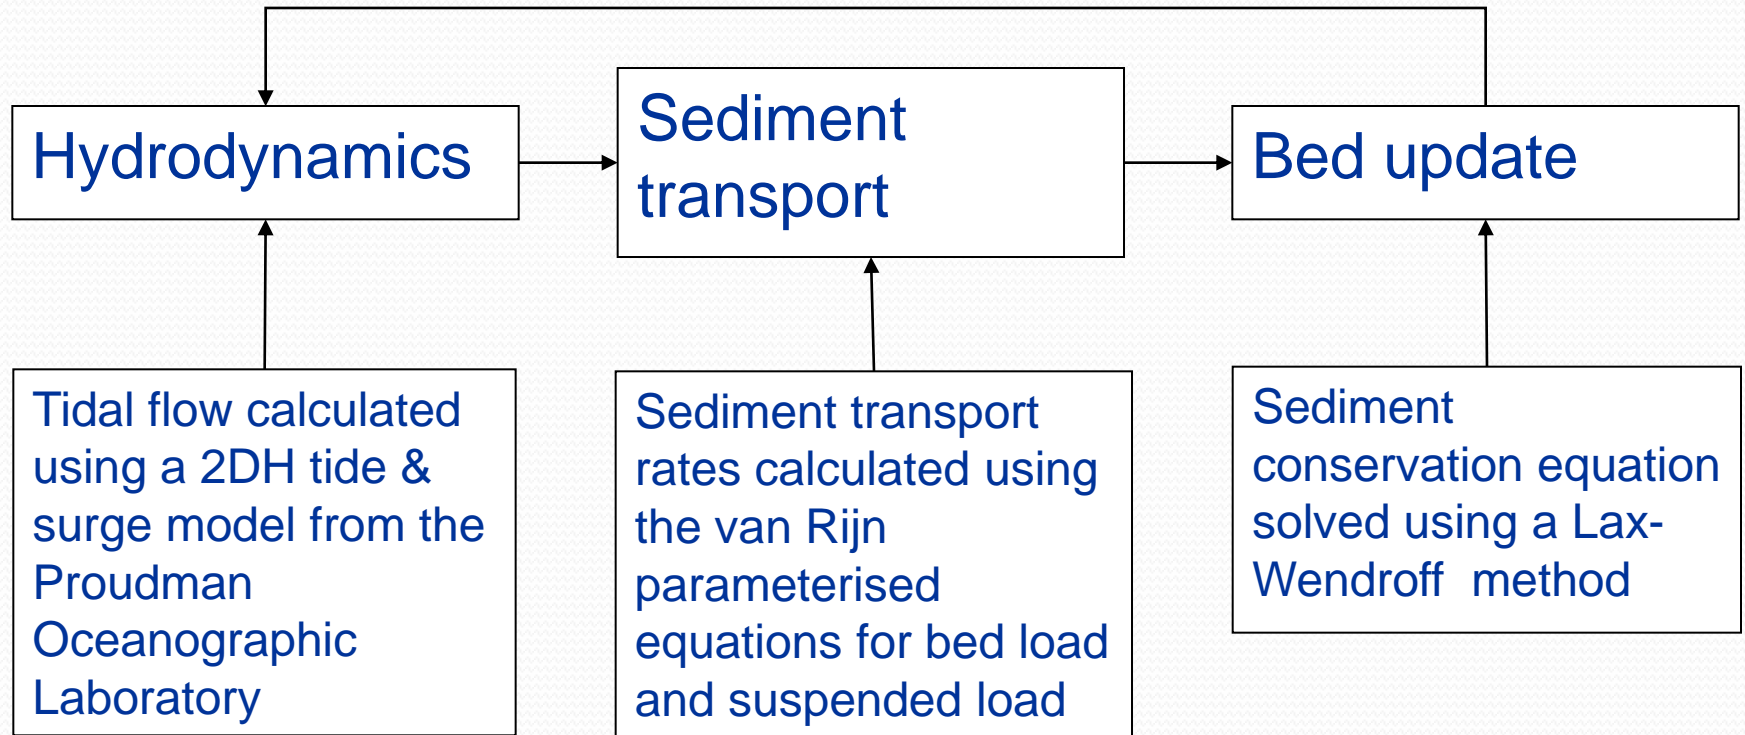 Hydrodynamics
Sediment
transport
Bed update
Tidal flow calculated
using a 2DH tide &
surge model from the
Proudman
Oceanographic
Laboratory
Sediment transport
rates calculated using
the van Rijn
parameterised
equations for bed load
and suspended load
Sediment
conservation equation
solved using a Lax-
Wendroff method